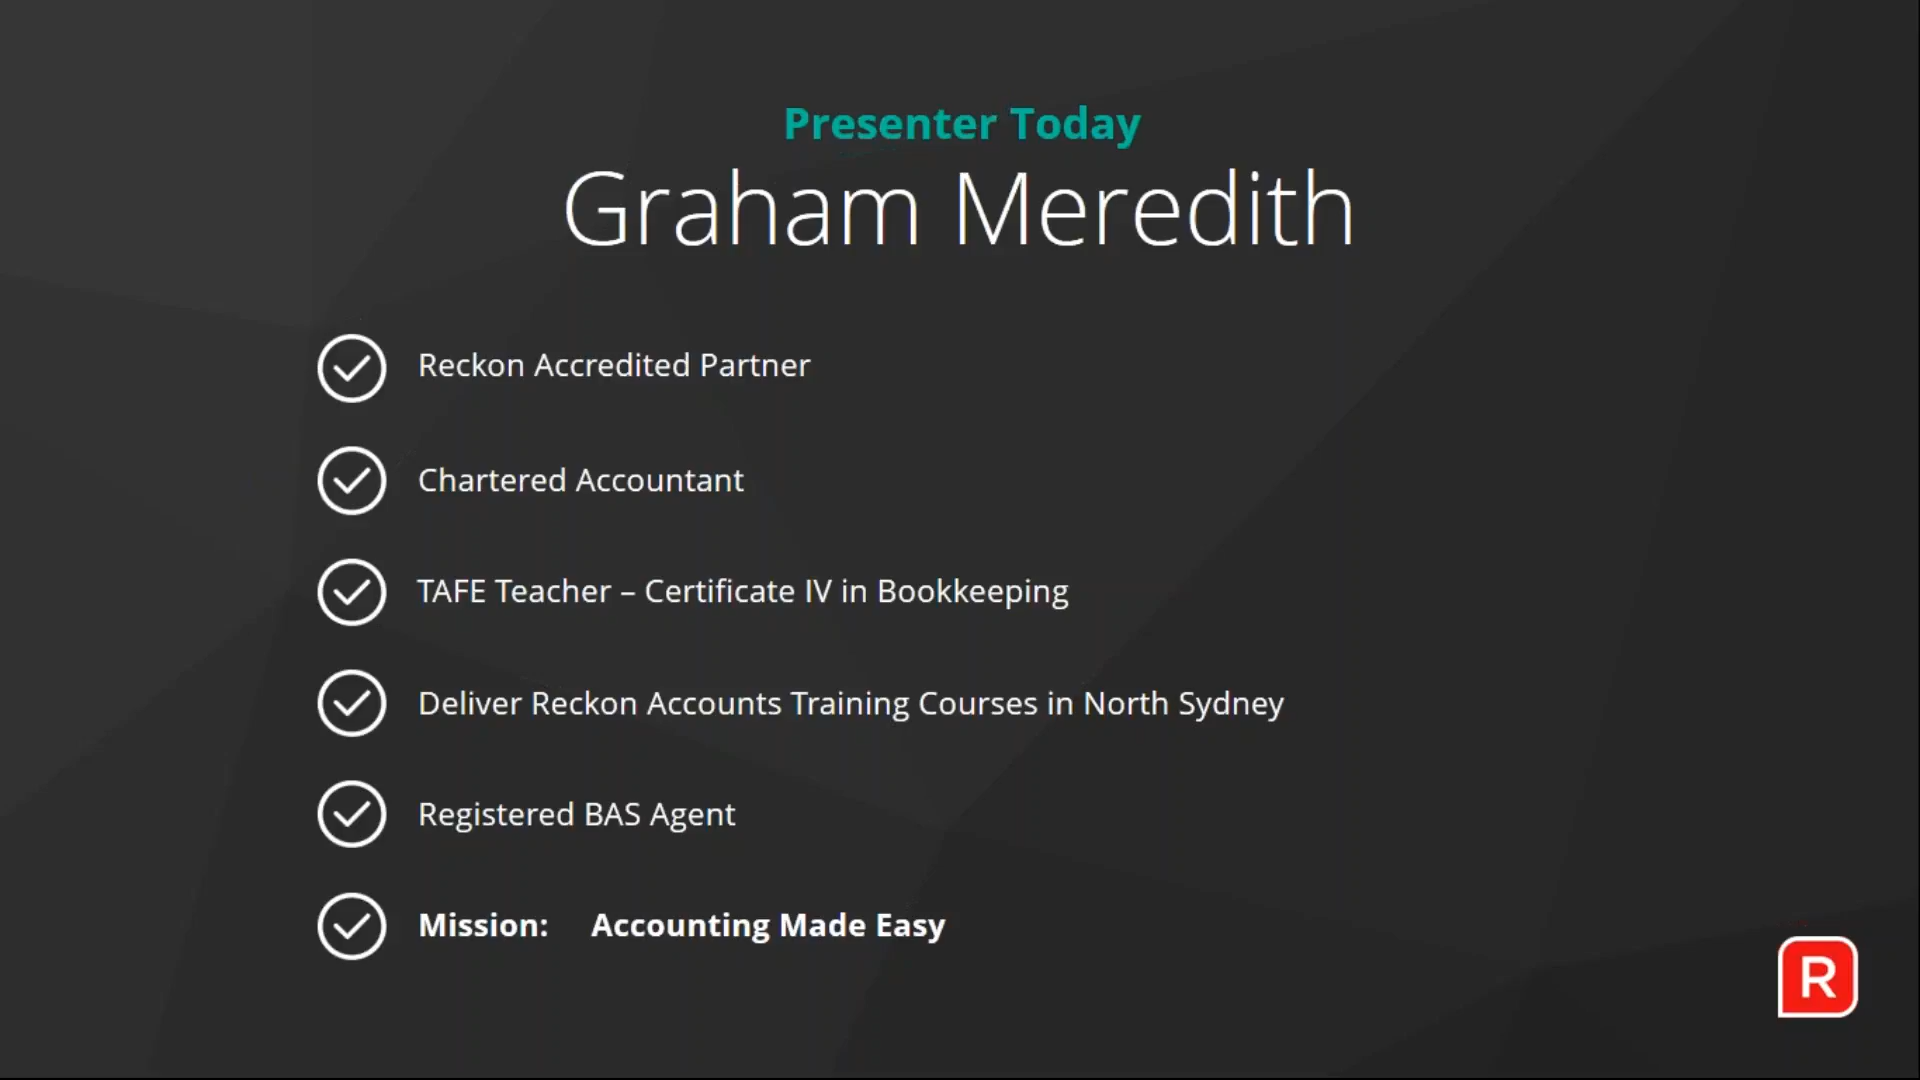 Presenter Today
Graham Meredith
Reckon Accredited Partner
Chartered Accountant
TAFE Teacher – Certificate IV in Bookkeeping
Deliver Reckon Accounts Training Courses in North Sydney
Registered BAS Agent
Mission: Accounting Made Easy
R